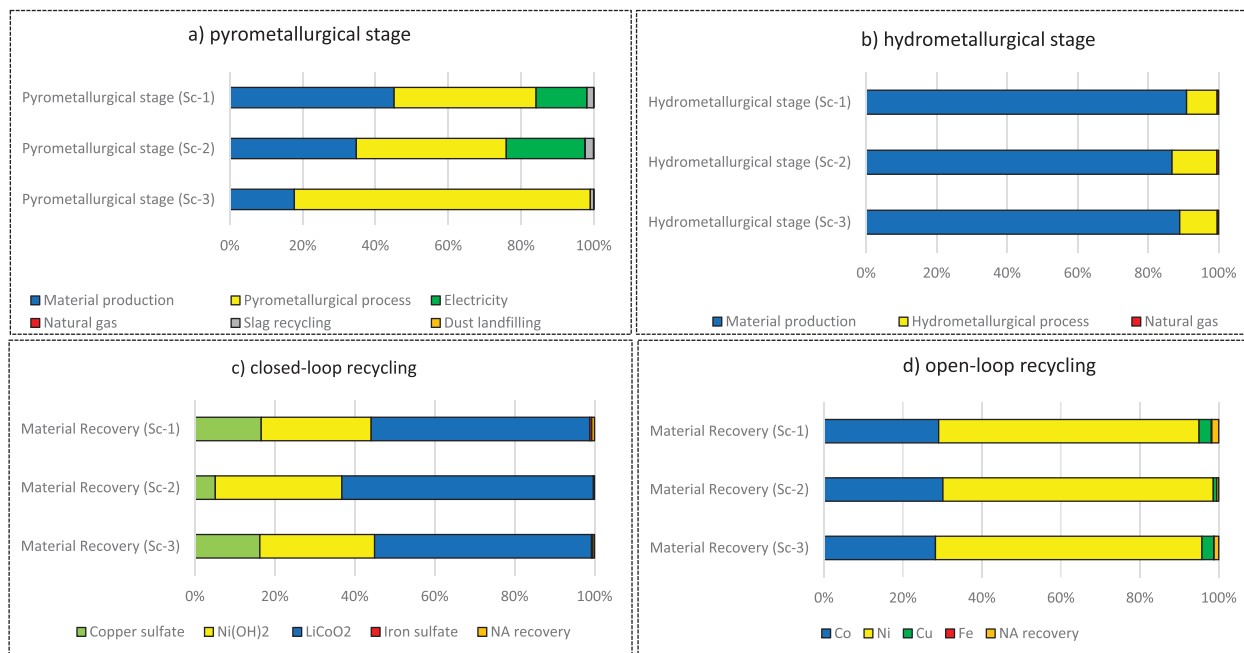 a) pyrometallurgical stage
Pyrometallurgical stage (Sc-1)
Pyrometallurgical stage (Sc-2)
Pyrometallurgical stage (Sc-3)
0% 20% 40% 60% 80% 100%
Material production Pyrometallurgical process Electricity
Natural gas Slag recycling Dust landfilling
b) hydrometallurgical stage
Hydrometallurgical stage (Sc-1)
Hydrometallurgical stage (Sc-2)
Hydrometallurgical stage (Sc-3)
0% 20% 40% 60% 80% 100%
Material production Hydrometallurgical process Natural gas
c) closed-loop recycling
Material Recovery (Sc-1)
Material Recovery (Sc-2)
Material Recovery (Sc-3)
0% 20% 40% 60% 80% 100%
Copper sulfate Ni(OH)2 LiCoO2 Iron sulfate NA recovery
d) open-loop recycling
Material Recovery (Sc-1)
Material Recovery (Sc-2)
Material Recovery (Sc-3)
0% 20% 40% 60% 80% 100%
Co Ni Cu Fe NA recovery